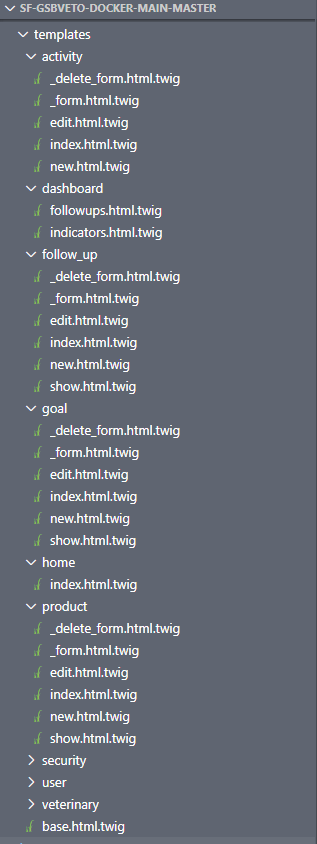 SF-GSBVETO-DOCKER-MAIN-MASTER
templates
activity
_delete_form.html.twig
_form.html.twig
edit.html.twig
index.html.twig
new.html.twig
dashboard
followups.html.twig
indicators.html.twig
follow_up
_delete_form.html.twig
_form.html.twig
edit.html.twig
index.html.twig
new.html.twig
show.html.twig
goal
_delete_form.html.twig
_form.html.twig
edit.html.twig
index.html.twig
new.html.twig
show.html.twig
home
index.html.twig
product
_delete_form.html.twig
_form.html.twig
edit.html.twig
index.html.twig
new.html.twig
show.html.twig
security
user
veterinary
base.html.twig